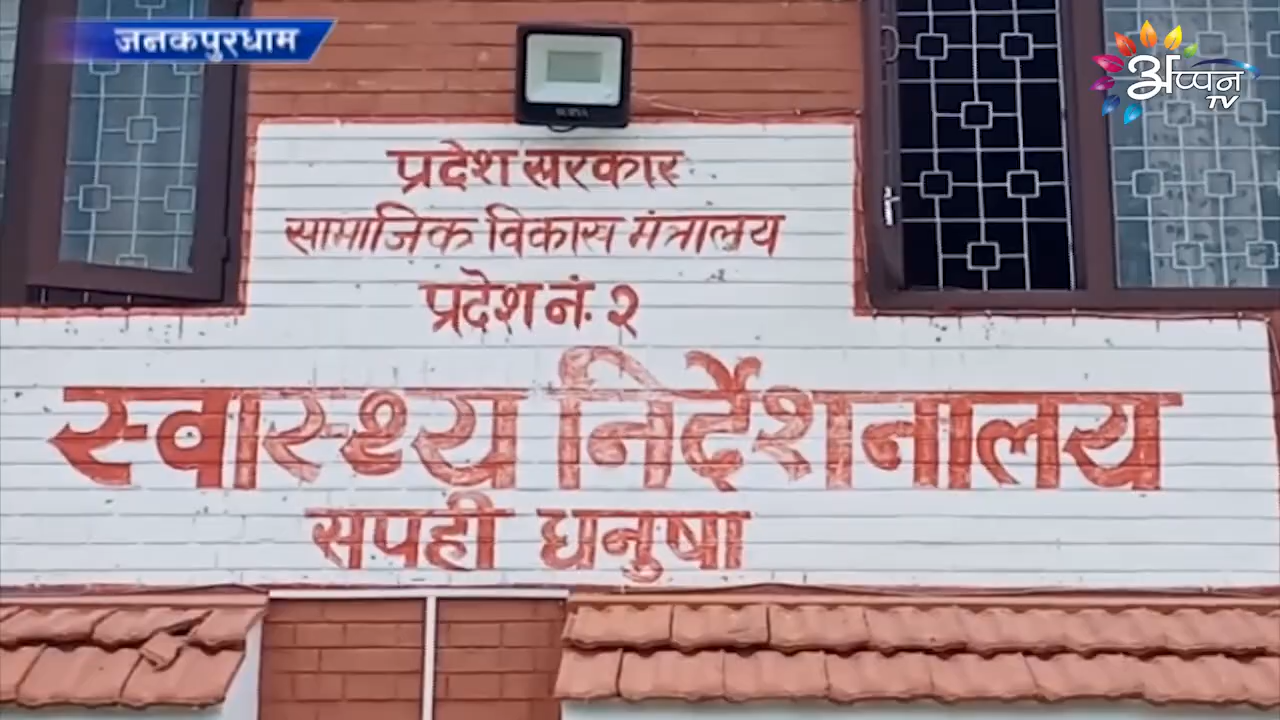 जनकपुरधाम
अप्पन
TV
प्रदेश सरकार
सामाजिक विकास मंत्रालय
प्रदेश नं. २
स्वास्थ्य निर्देशनालय
सपही धनुषा